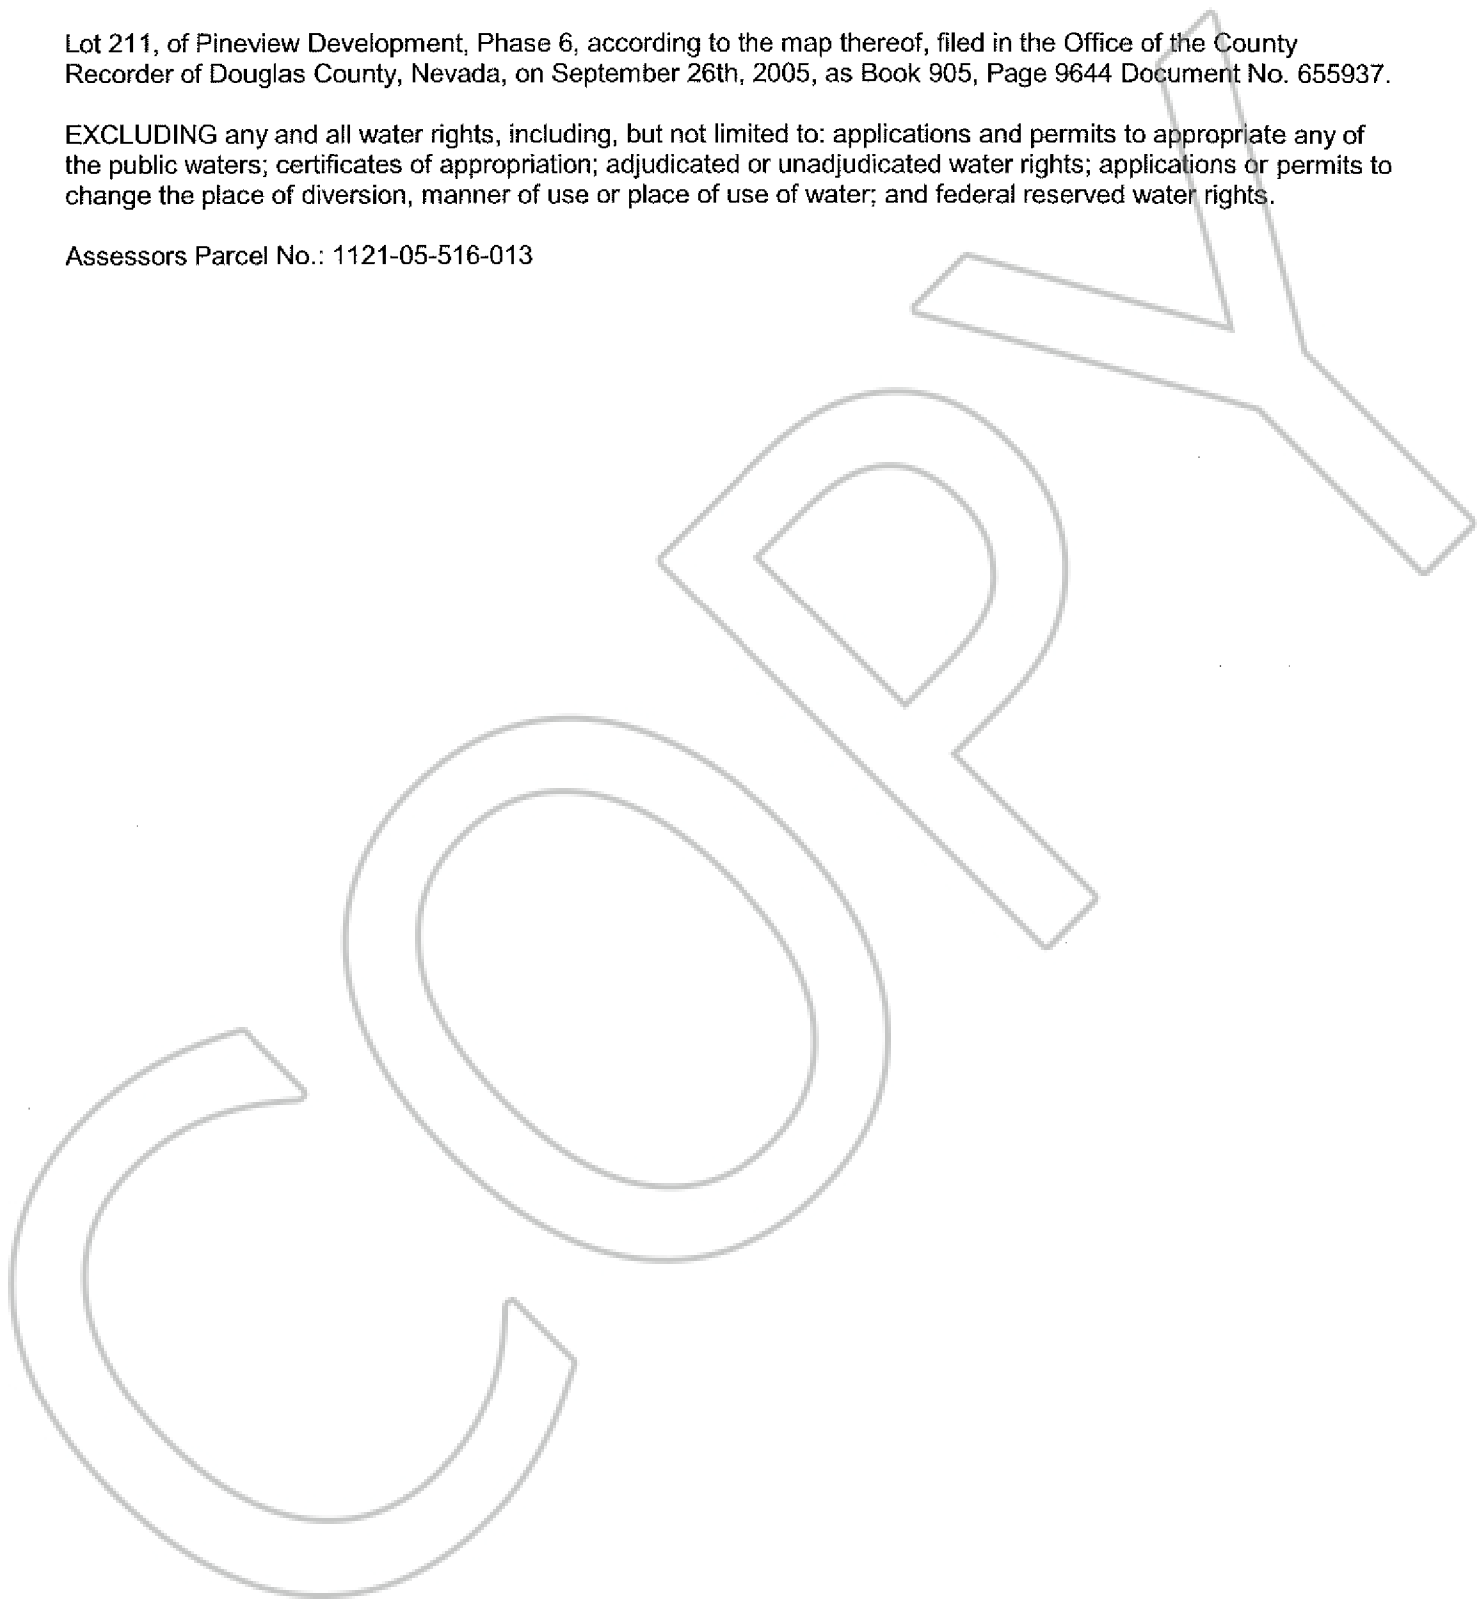 Lot 211, of Pineview Development, Phase 6, according to the map thereof, filed in the Office of the County
Recorder of Douglas County, Nevada, on September 26th, 2005, as Book 905, Page 9644 Document No. 655937.
EXCLUDING any and all water rights, including, but not limited to: applications and permits to appropriate any of
the public waters; certificates of appropriation; adjudicated or unadjudicated water rights; applications or permits to
change the place of diversion, manner of use or place of use of water; and federal reserved water rights.
Assessors Parcel No.: 1121-05-516-013
COPY